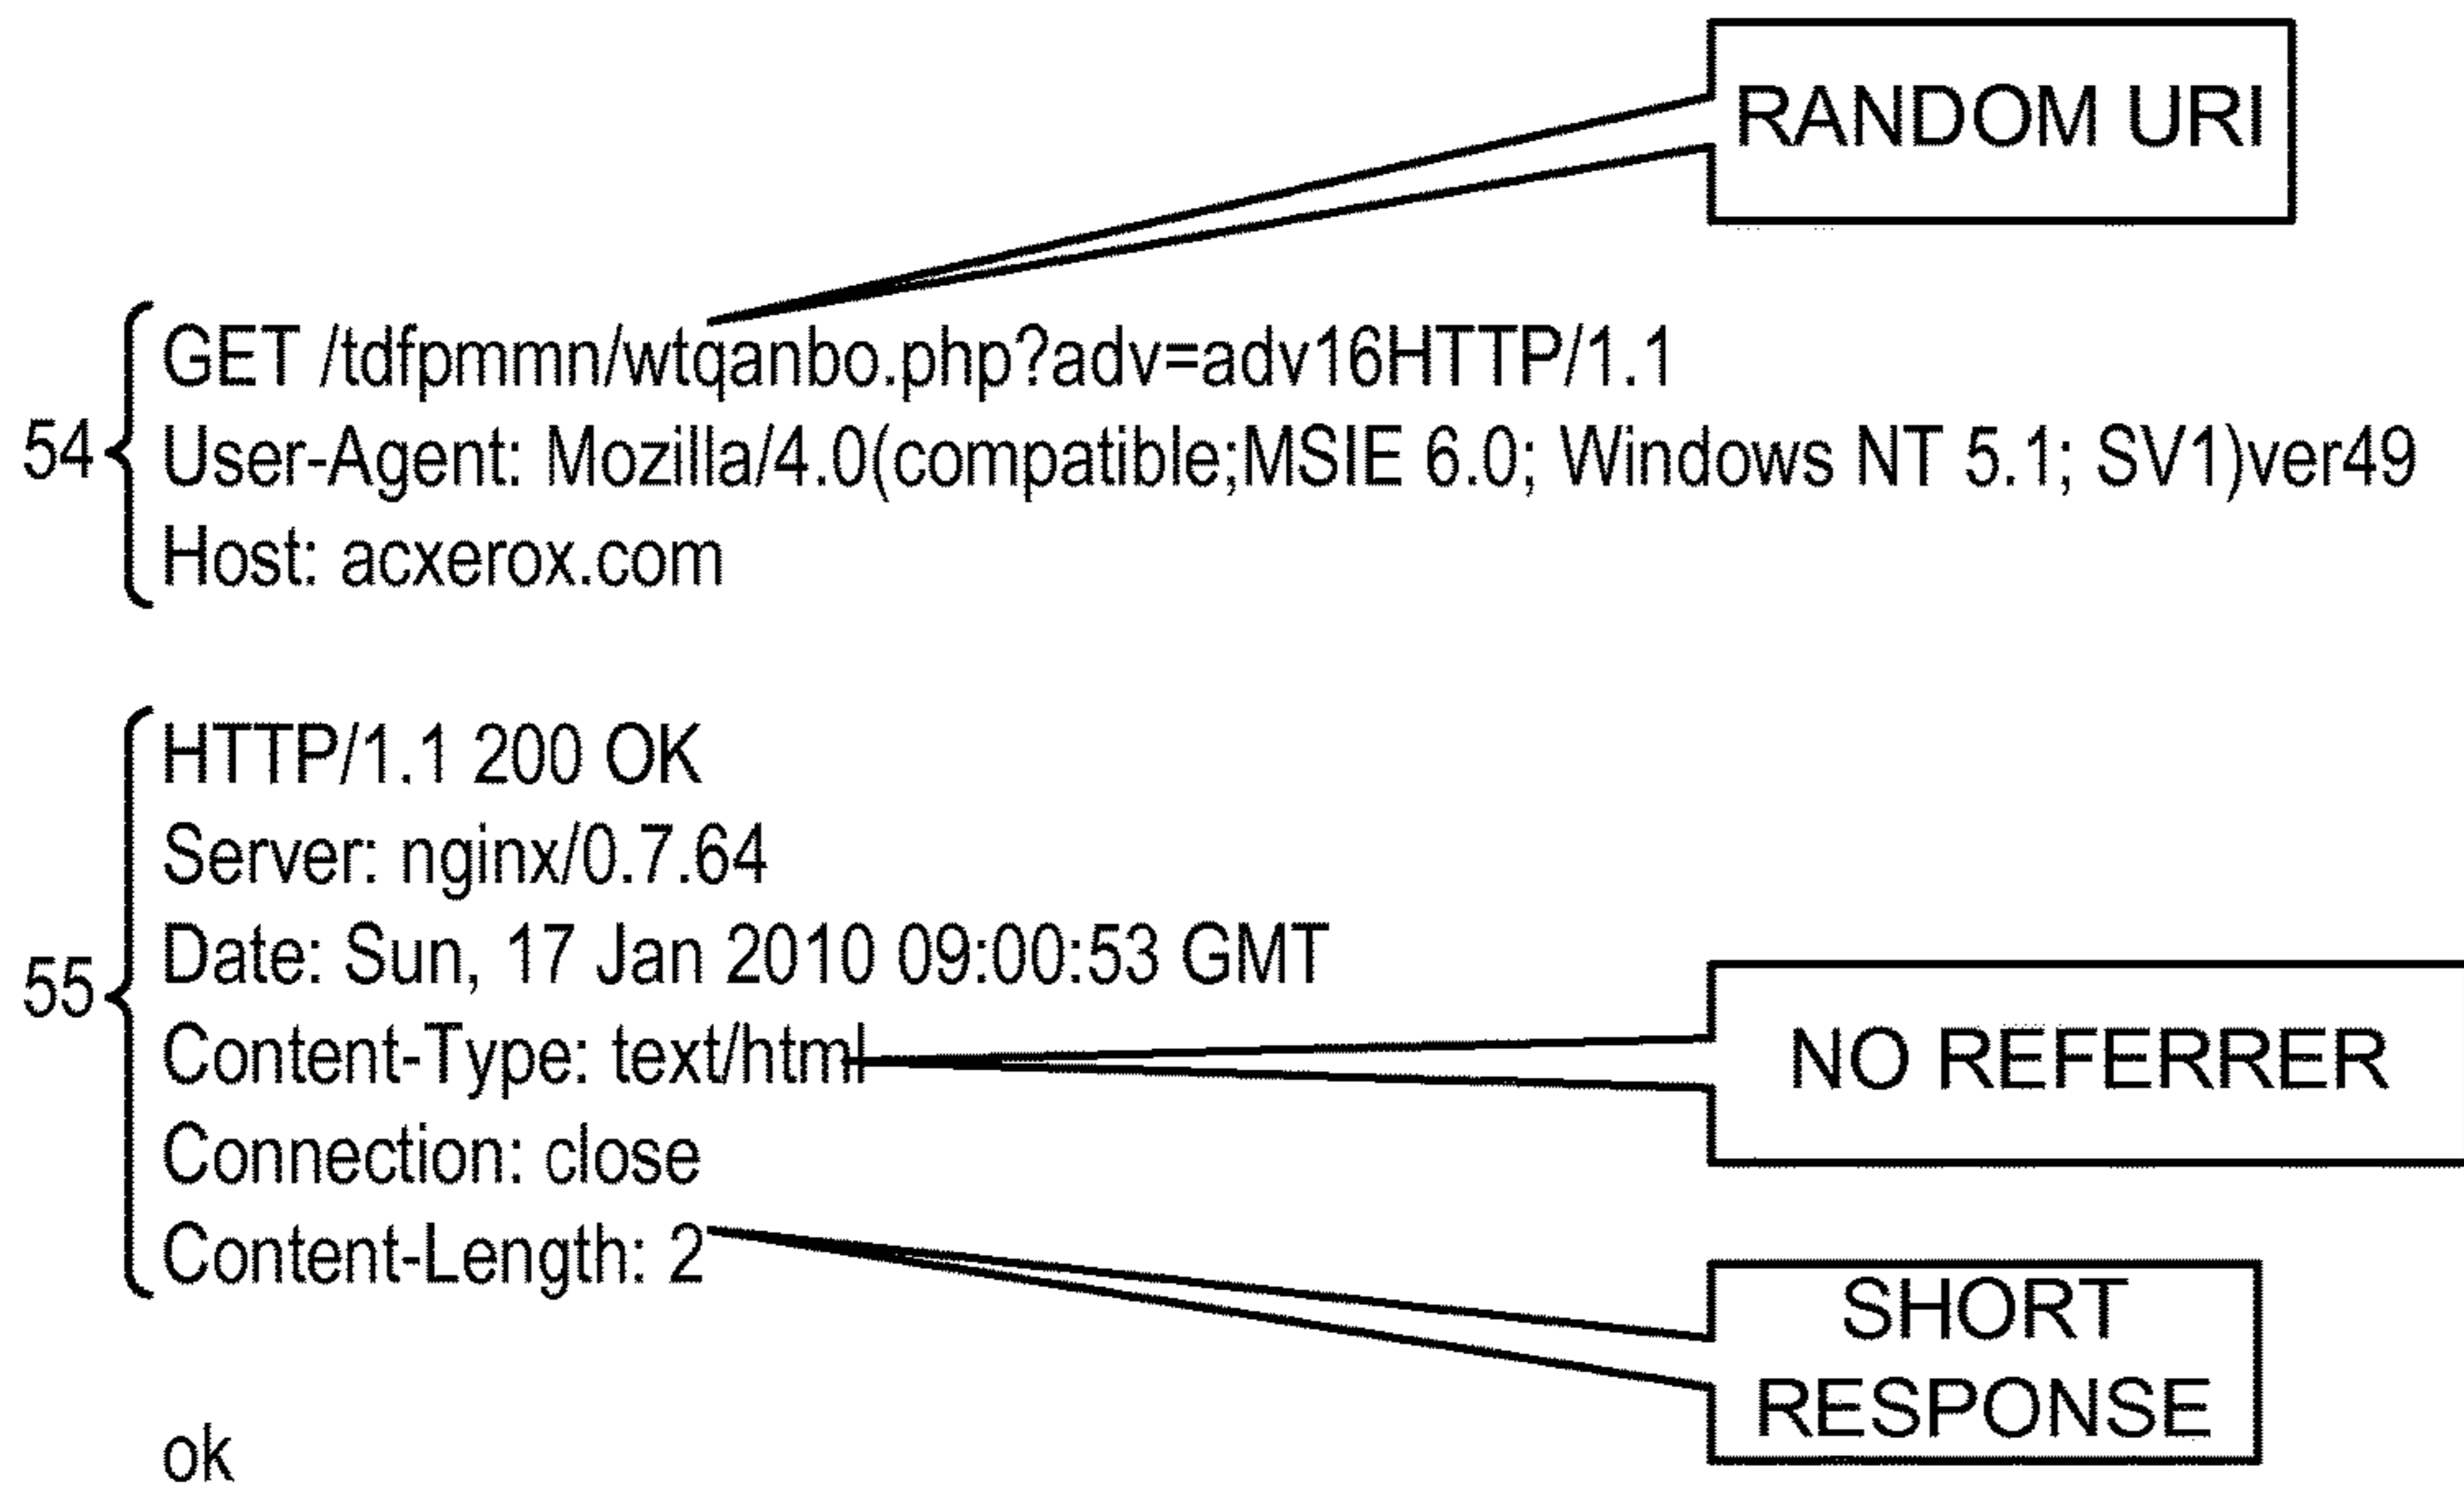 RANDOM URI
GET /tdfpmmn/wtqanbo.php?adv=adv16HTTP/1.1
54
User-Agent: Mozilla/4.0(compatible;MSIE 6.0; Windows NT 5.1; SV1)ver49
Host: acxerox.com
HTTP/1.1 200 OK
Server: nginx/0.7.64
Date: Sun, 17 Jan 2010 09:00:53 GMT
55
Content-Type: text/html
NO REFERRER
Connection: close
Content-Length: 2
SHORT
RESPONSE
ok